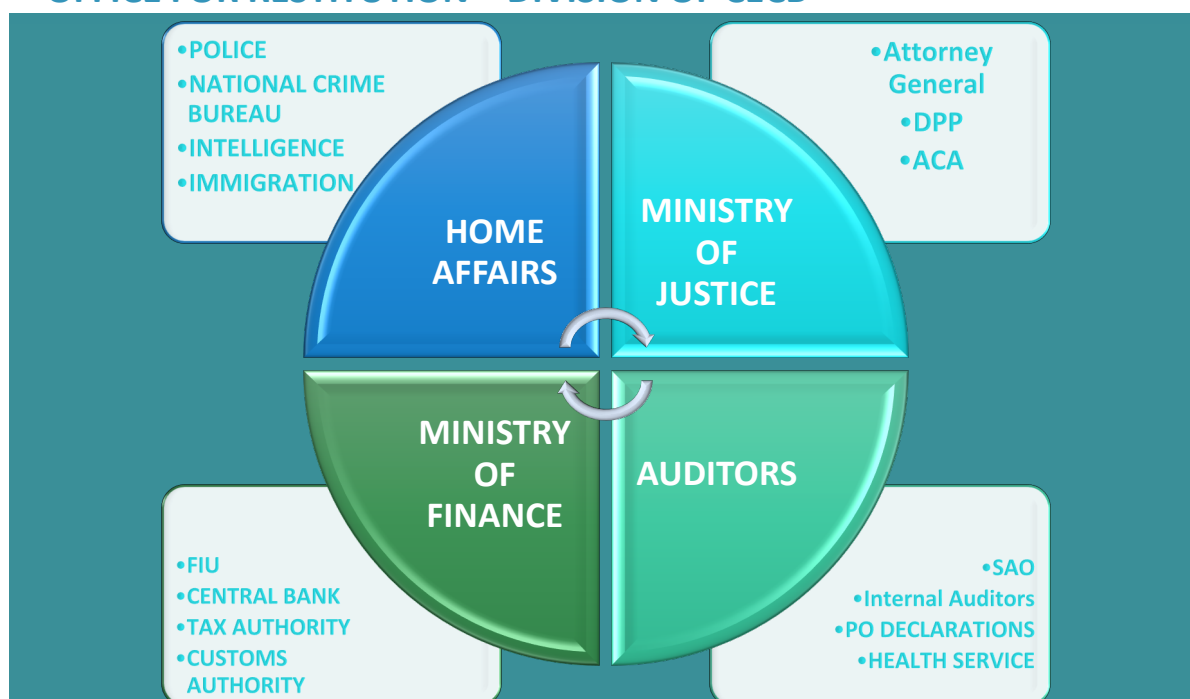 •POLICE
•NATIONAL CRIME
BUREAU
•INTELLIGENCE
•IMMIGRATION
•Attorney
General
•DPP
•ACA
HOME
AFFAIRS
MINISTRY
OF
JUSTICE
MINISTRY
OF
FINANCE
AUDITORS
•FIU
•CENTRAL BANK
•TAX AUTHORITY
•CUSTOMS
AUTHORITY
•SAO
•Internal Auditors
•PO DECLARATIONS
•HEALTH SERVICE